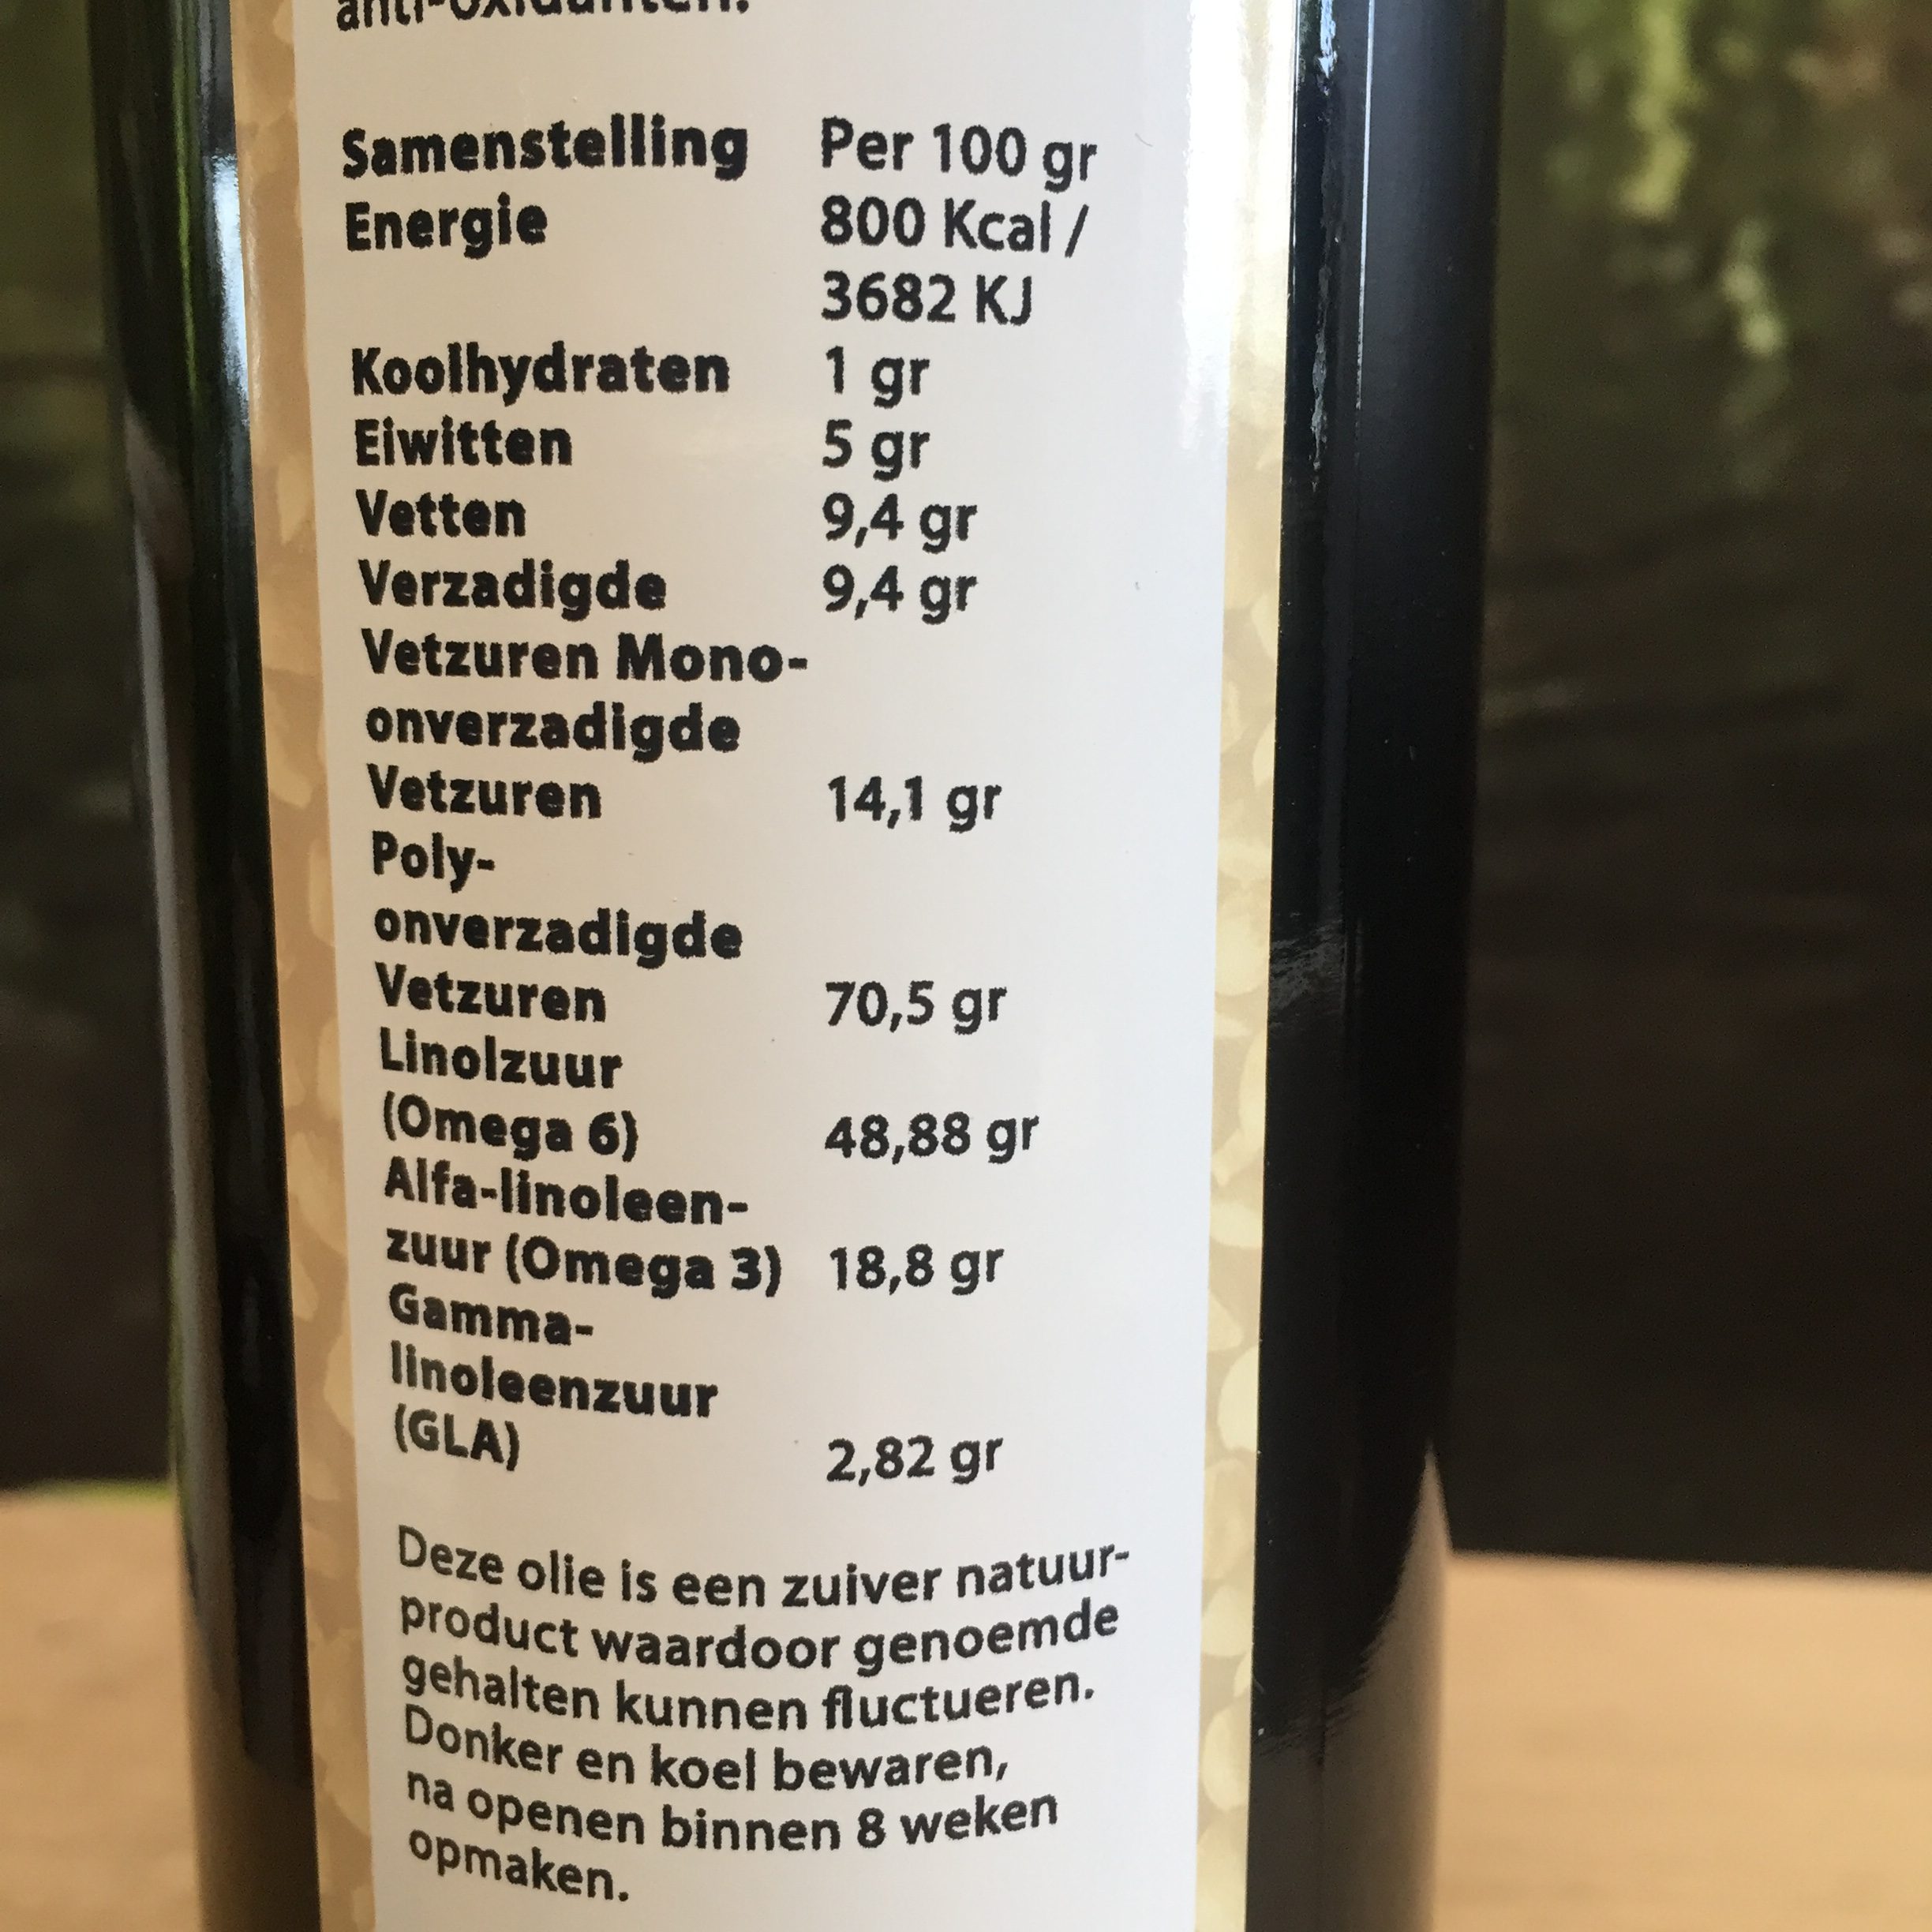 anti-oxidanten.
Samenstelling Per 100 gr
Energie 800 Kcal /
3682 KJ
Koolhydraten 1 gr
Eiwitten 5 gr
Vetten 9,4 gr
Verzadigde 9,4 gr
Vetzuren Mono-
onverzadigde
Vetzuren 14,1 gr
Poly-
onverzadigde
Vetzuren 70,5 gr
Linolzuur
(Omega 6) 48,88 gr
Alfa-linoleen-
zuur (Omega 3) 18,8 gr
Gamma-
linoleenzuur
(GLA) 2,82 gr
Deze olie is een zuiver natuur-
product waardoor genoemde
gehalten kunnen fluctueren.
Donker en koel bewaren,
na openen binnen 8 weken
opmaken.